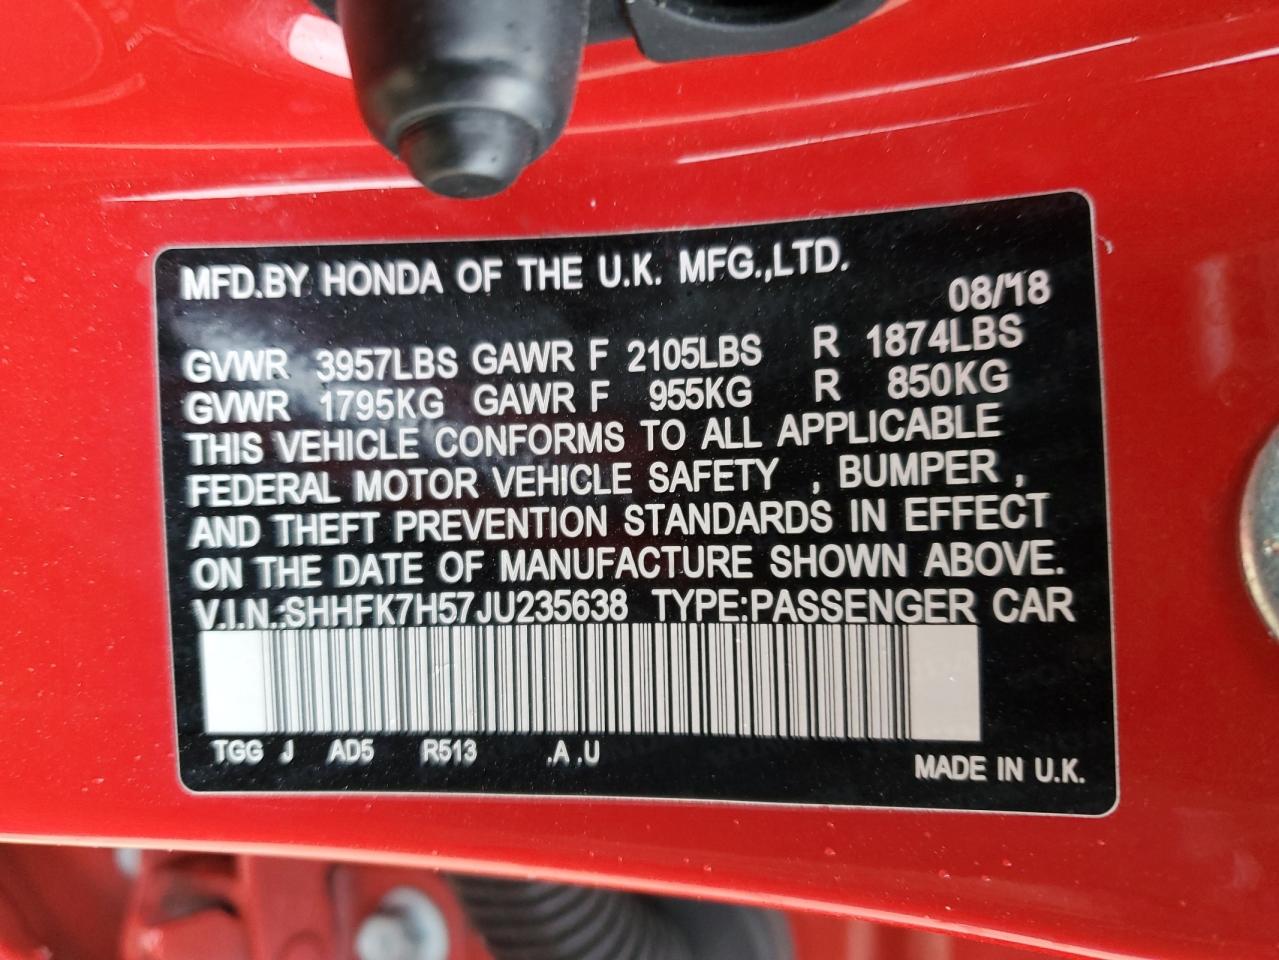 MFD.BY HONDA OF THE U.K. MFG.,LTD.
08/18
GVWR 3957LBS GAWR F 2105LBS R 1874LBS
GVWR 1795KG GAWR F 955KG R 850KG
THIS VEHICLE CONFORMS TO ALL APPLICABLE
FEDERAL MOTOR VEHICLE SAFETY , BUMPER ,
AND THEFT PREVENTION STANDARDS IN EFFECT
ON THE DATE OF MANUFACTURE SHOWN ABOVE.
V.I.N.:SHHFK7H57JU235638 TYPE:PASSENGER CAR
TGG J AD5 R513 .A .U
MADE IN U.K.